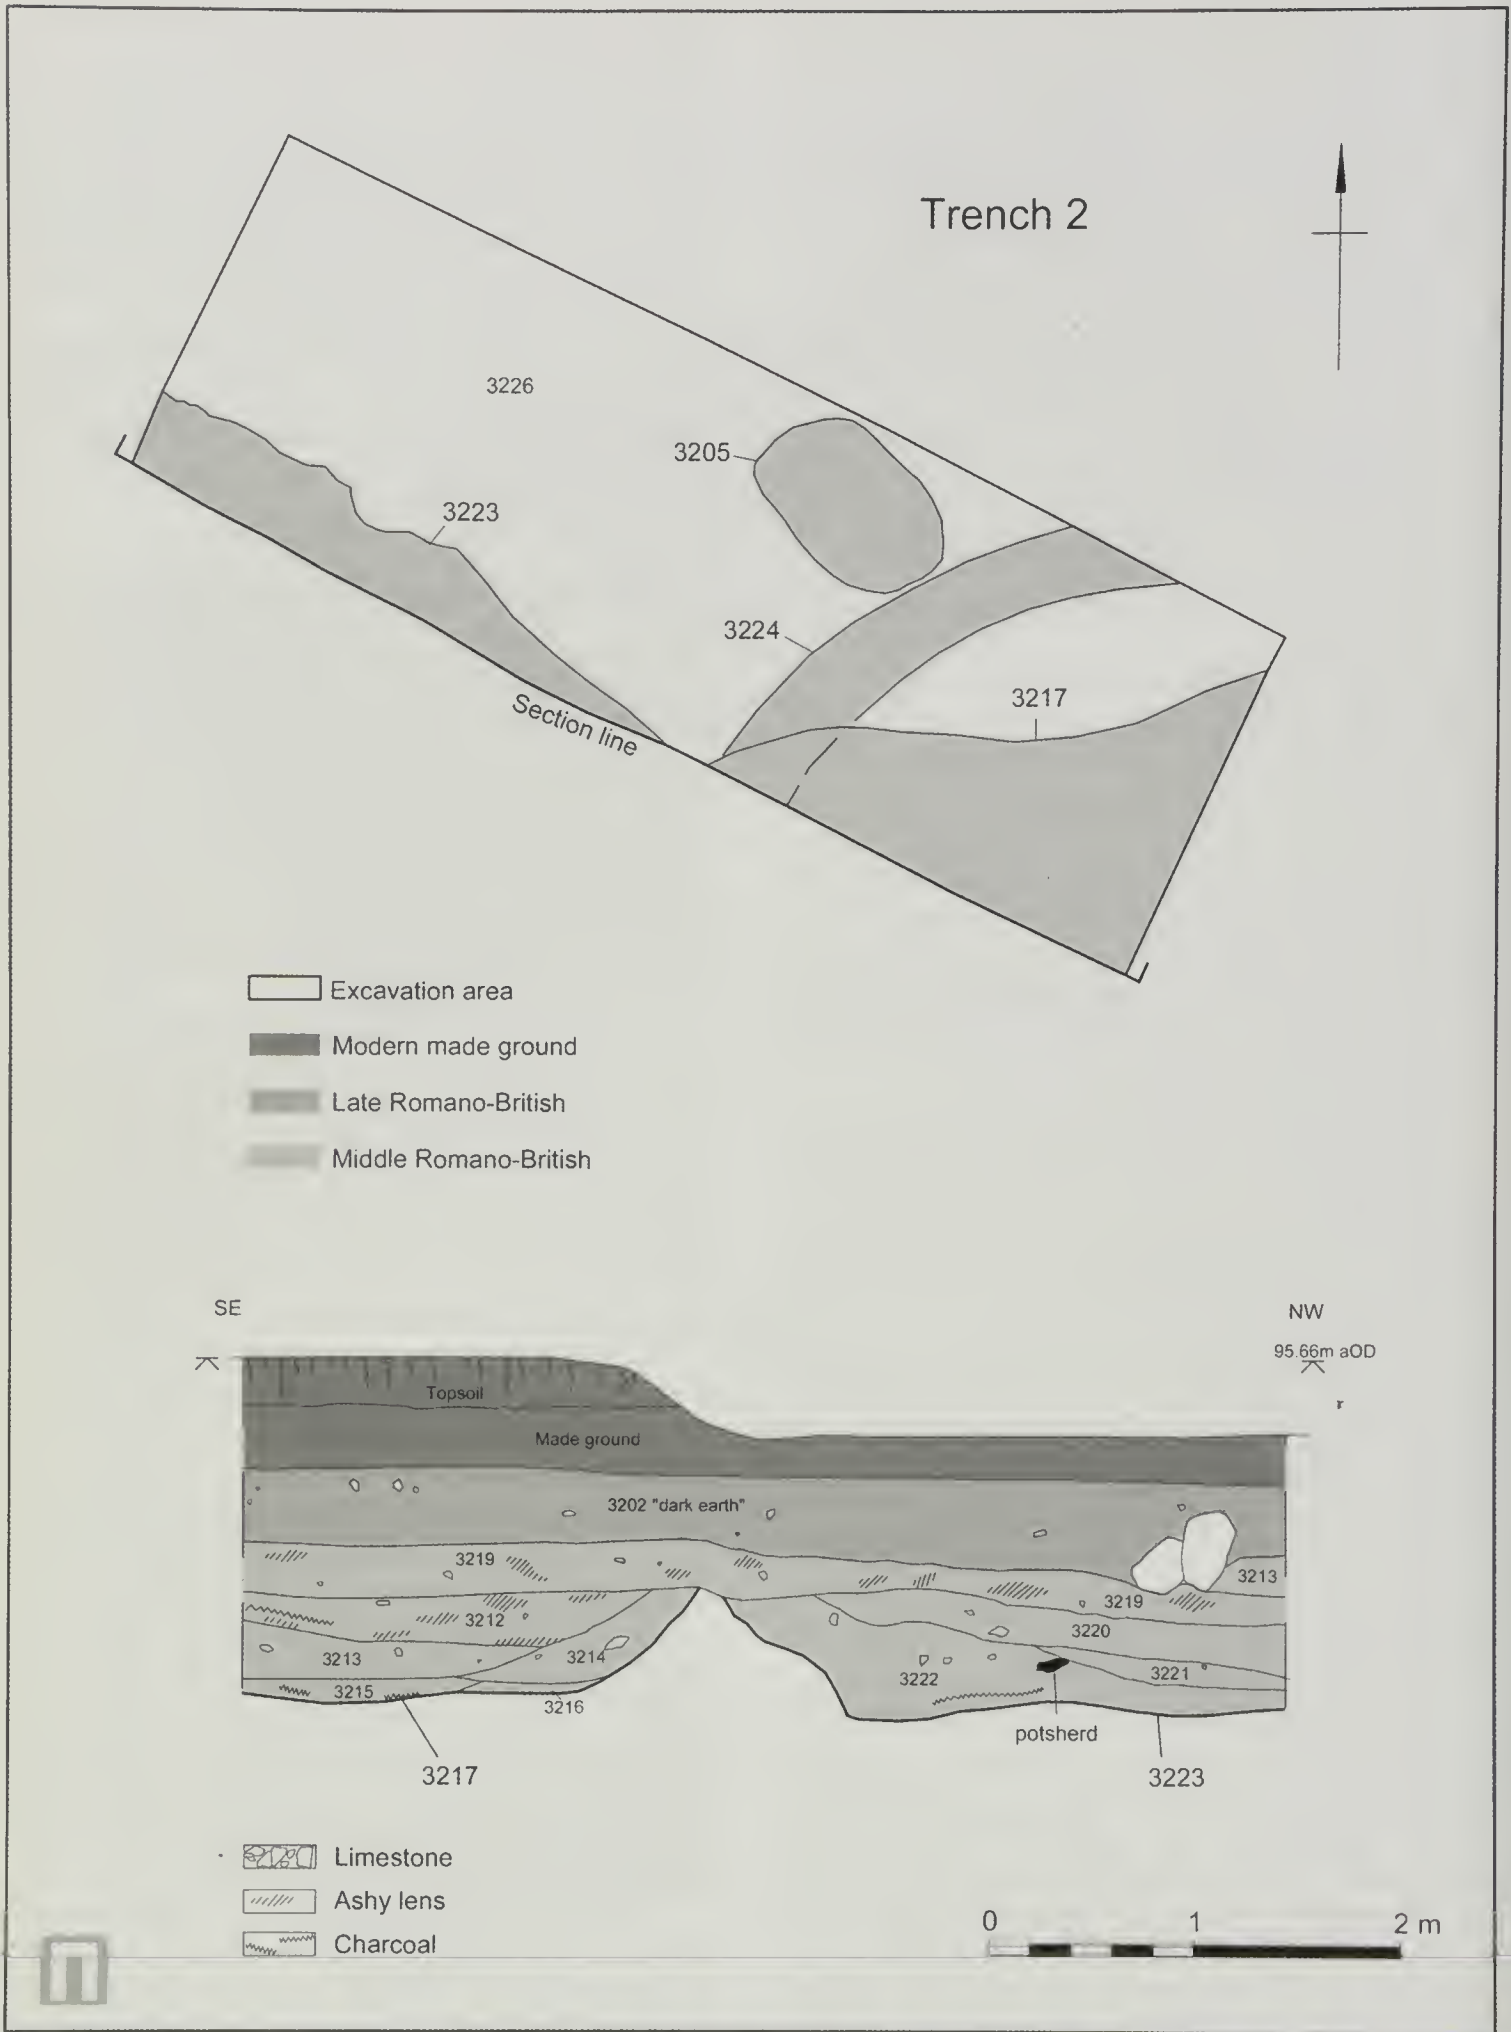 Trench 2
3226
3205
3223
3224
3217
Section line
Excavation area
Modern made ground
Late Romano-British
Middle Romano-British
SE
NW
95.66m aOD
Topsoil
Made ground
3202 "dark earth"
3219
3213
3219
3212
3220
3213
3214
3221
3222
3215
3216
potsherd
3217
3223
Limestone
Ashy lens
Charcoal
0 1 2 m